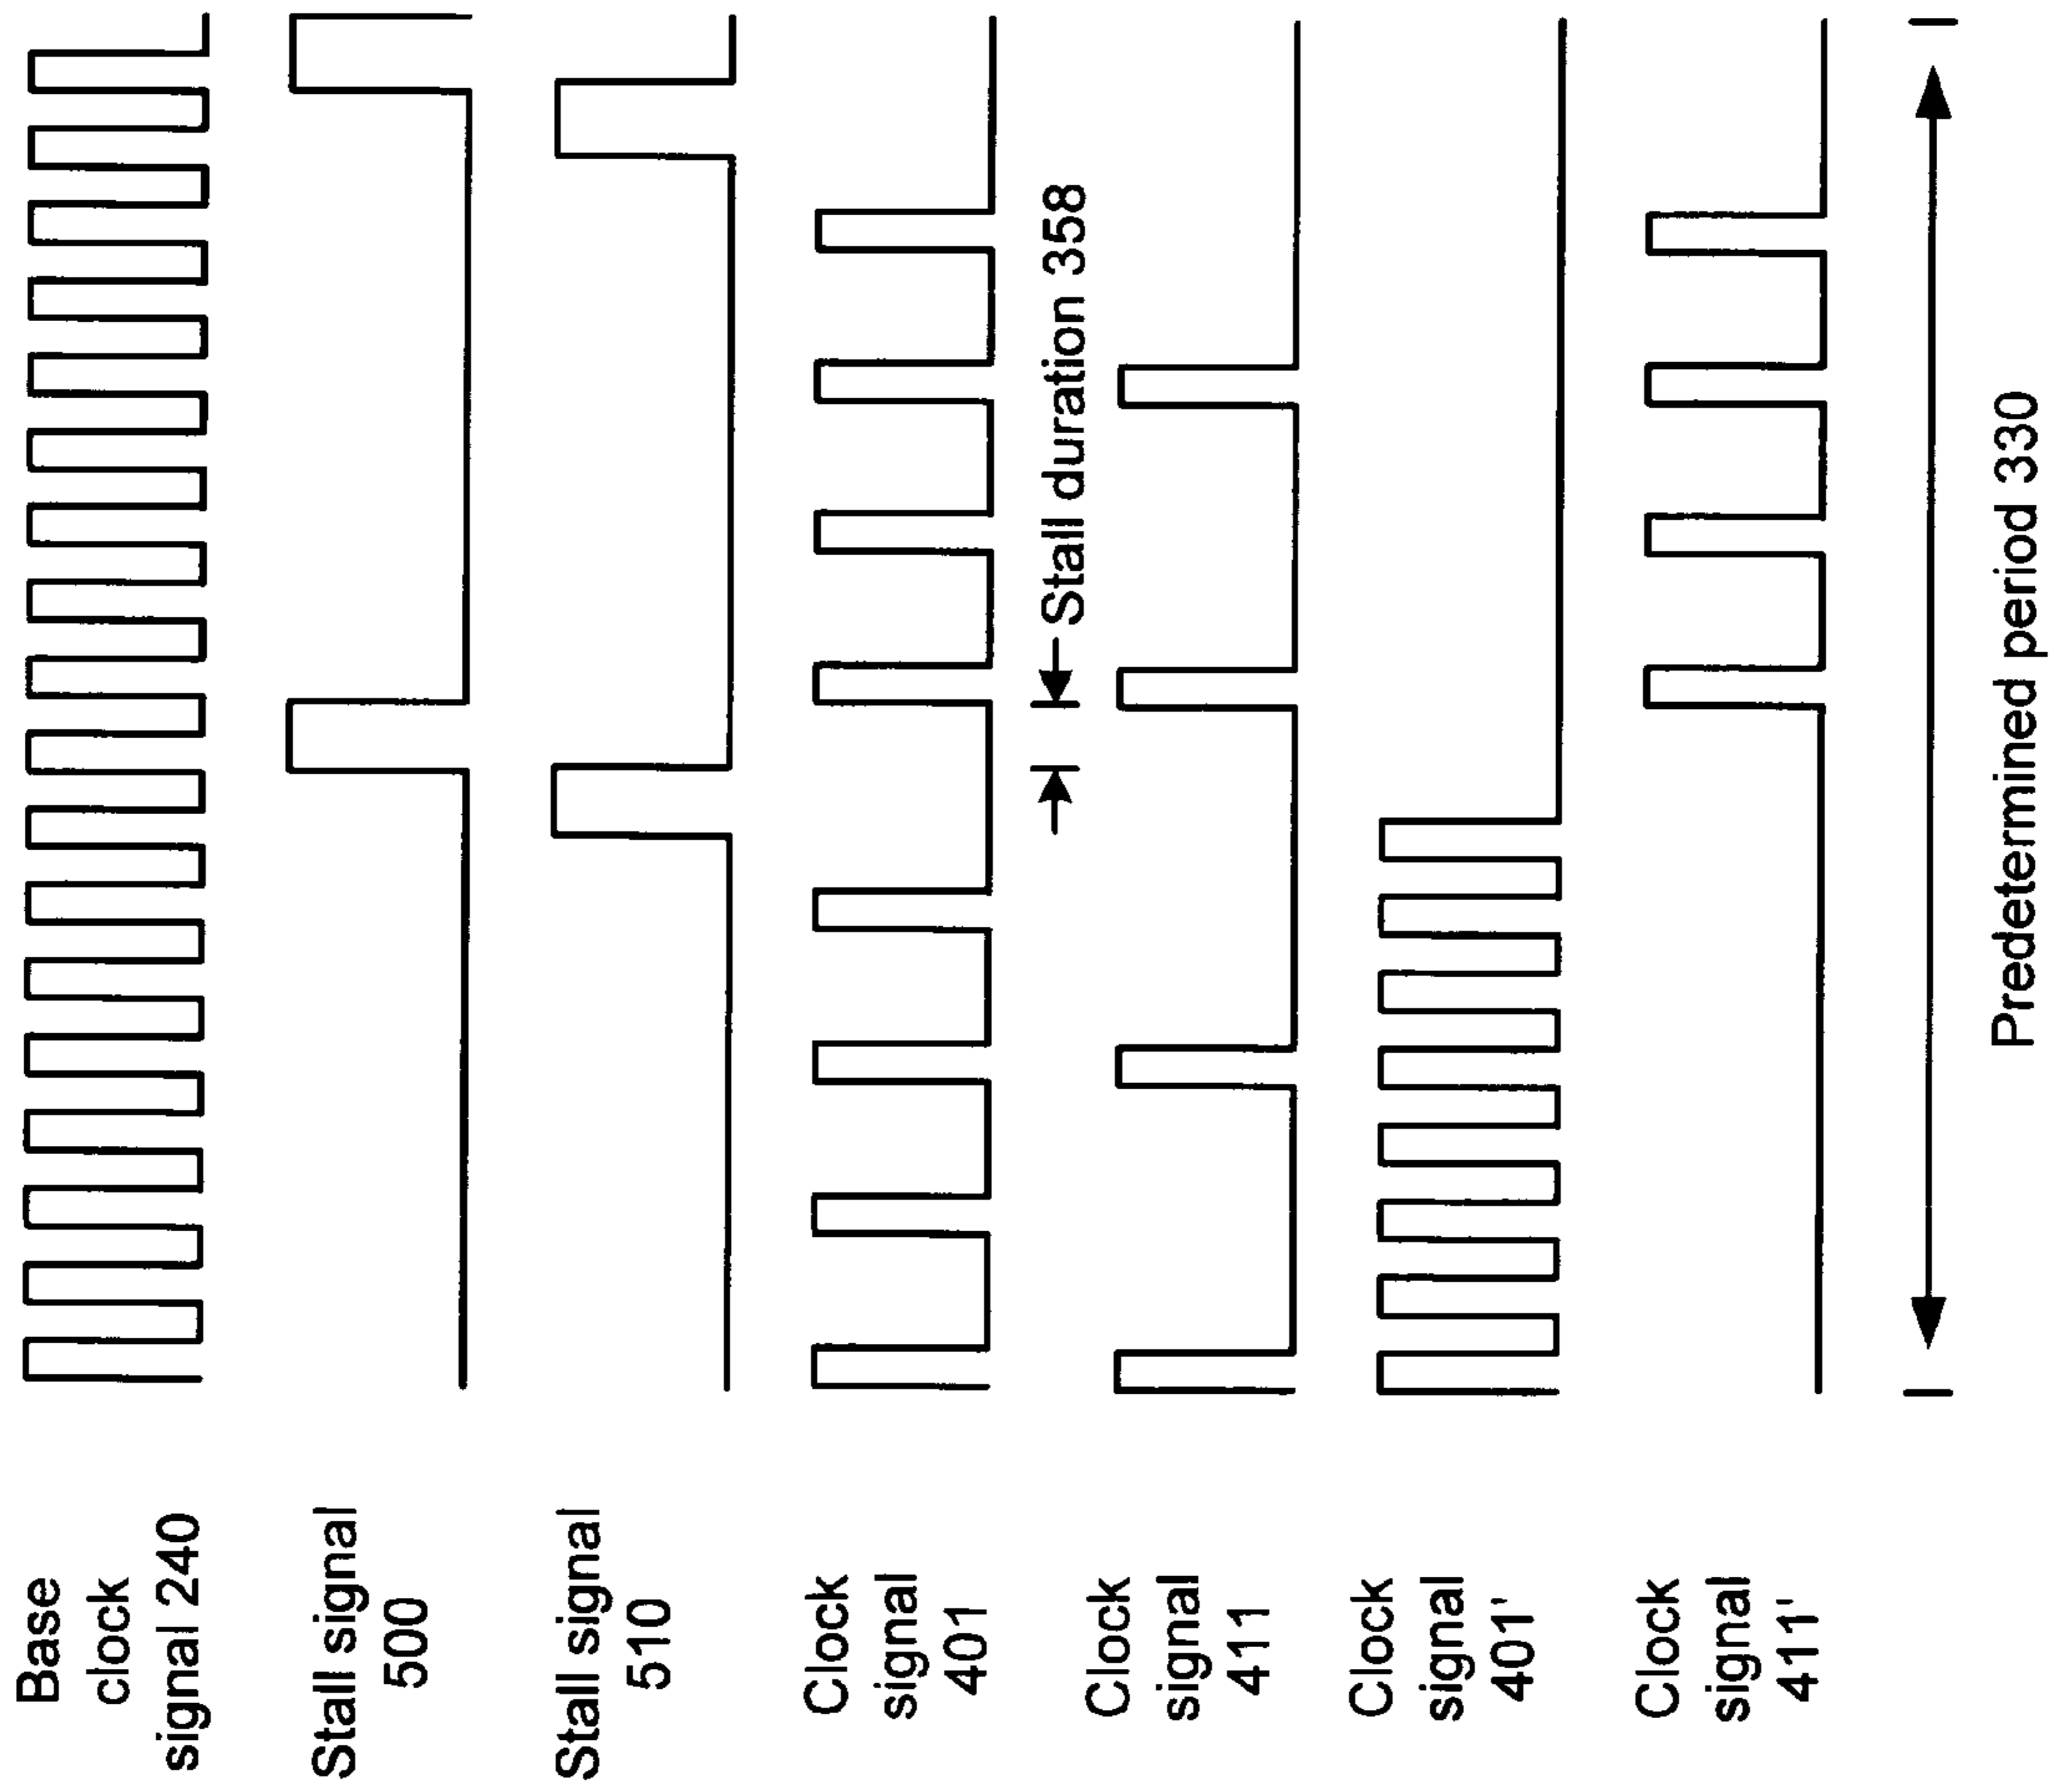 Base
clock
signal 240
Stall signal
500
Stall signal
510
Clock
signal
401
Stall duration 358
Clock
signal
411
Clock
signal
401'
Clock
signal
411'
Predetermined period 330